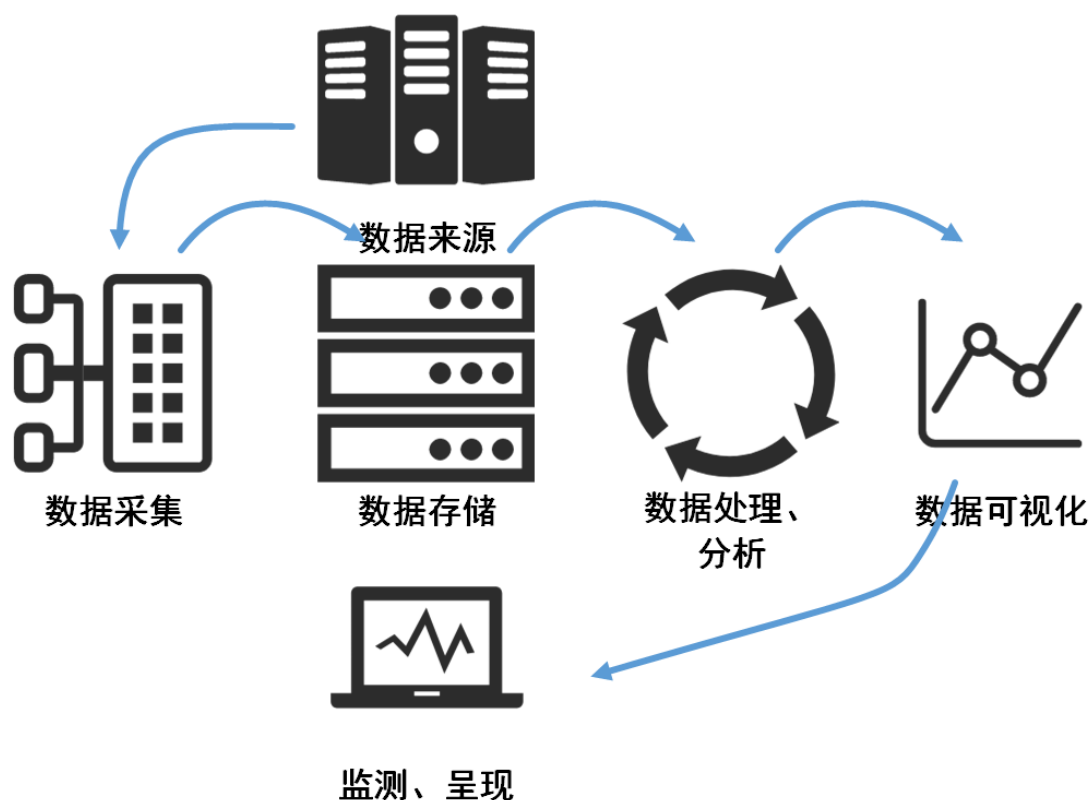 数据来源
数据采集
数据存储
数据处理、
分析
数据可视化
监测、呈现